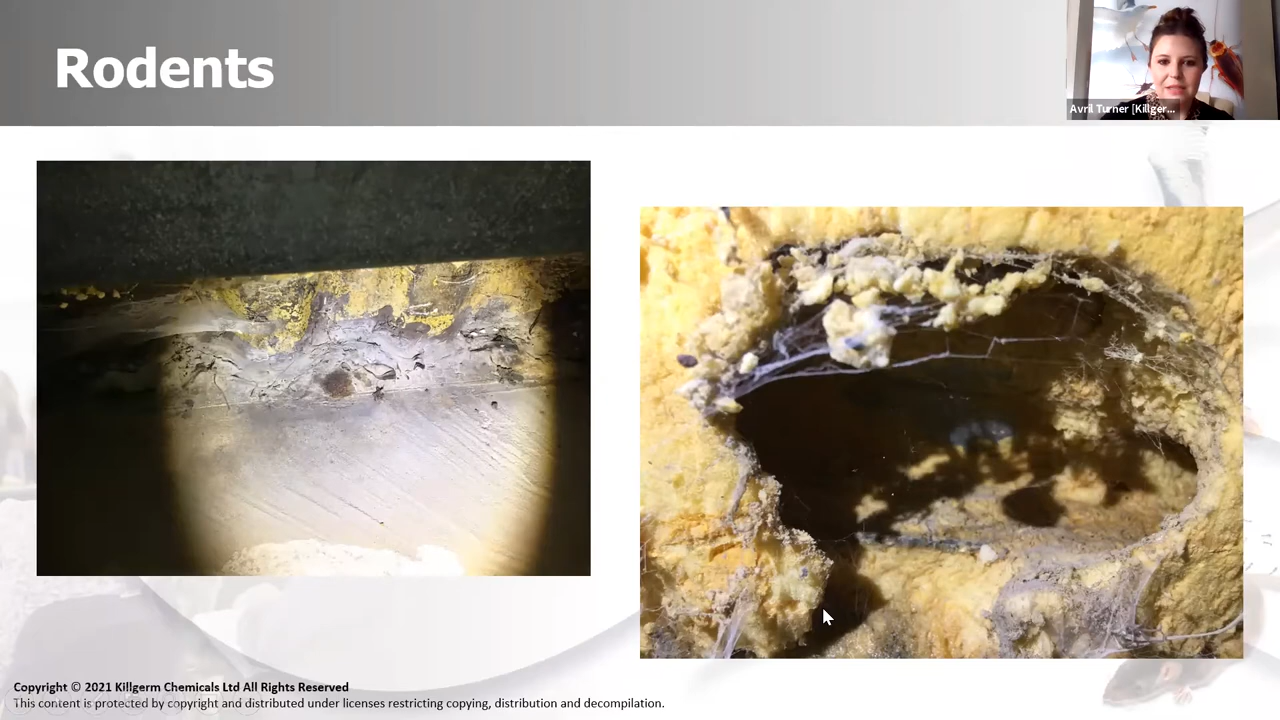 Rodents
Avril Turner [Killger...
Copyright © 2021 Killgerm Chemicals Ltd All Rights Reserved
This content is protected by copyright and distributed under licenses restricting copying, distribution and decompilation.